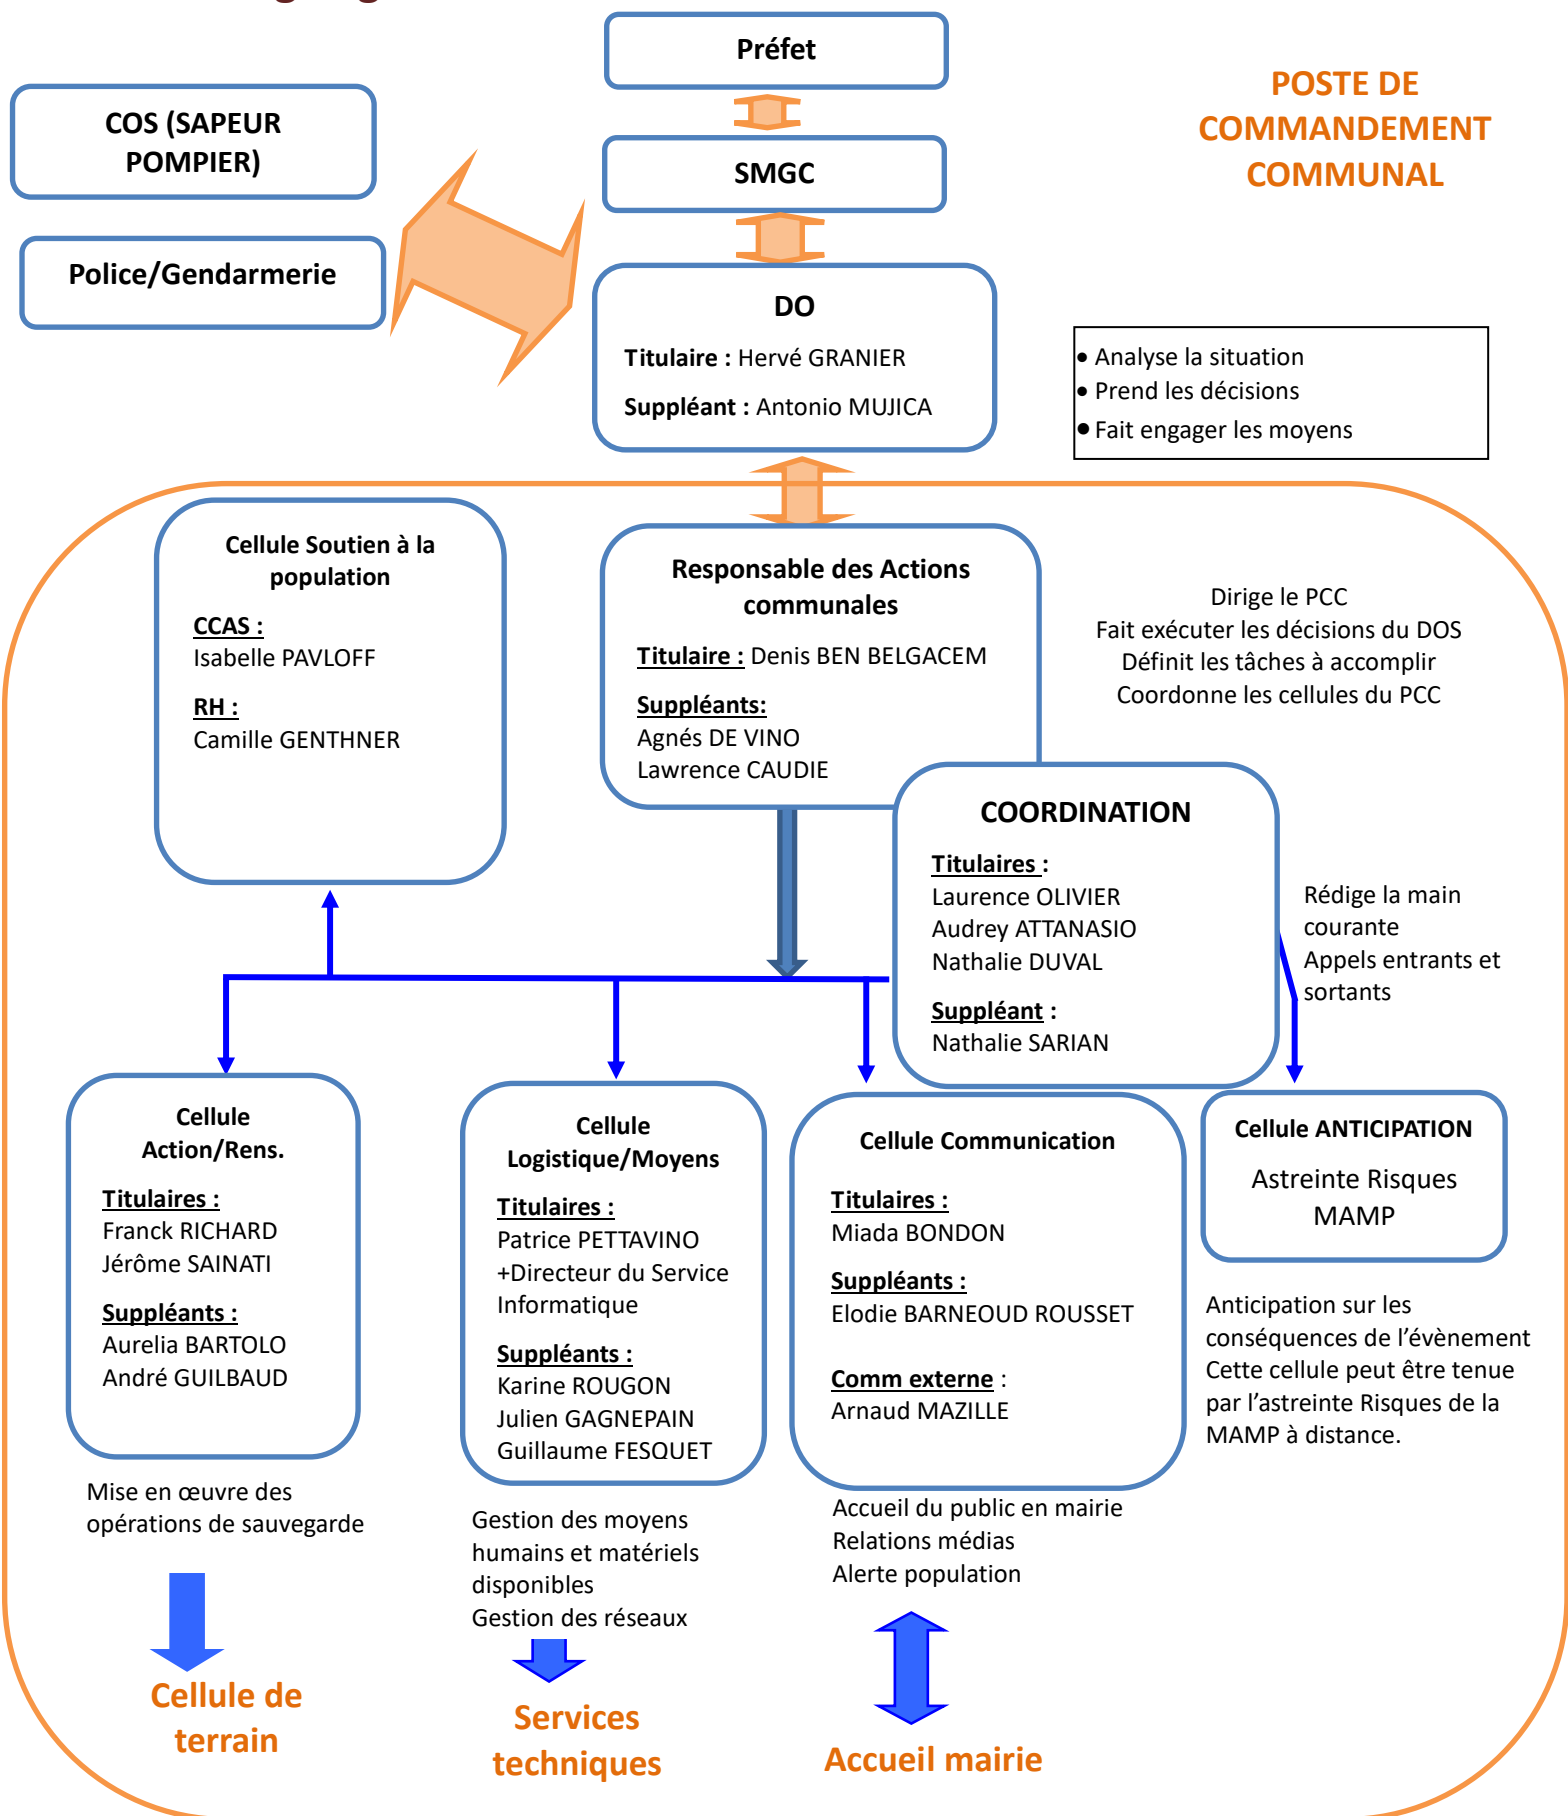 Préfet
POSTE DE
COMMANDEMENT
COMMUNAL
COS (SAPEUR
POMPIER)
SMGC
Police/Gendarmerie
DO
Titulaire : Hervé GRANIER
Suppléant : Antonio MUJICA
• Analyse la situation
• Prend les décisions
• Fait engager les moyens
Cellule Soutien à la
population
CCAS :
Isabelle PAVLOFF
RH :
Camille GENTHNER
Responsable des Actions
communales
Titulaire : Denis BEN BELGACEM
Suppléants:
Agnés DE VINO
Lawrence CAUDIE
Dirige le PCC
Fait exécuter les décisions du DOS
Définit les tâches à accomplir
Coordonne les cellules du PCC
COORDINATION
Titulaires :
Laurence OLIVIER
Audrey ATTANASIO
Nathalie DUVAL
Suppléant :
Nathalie SARIAN
Rédige la main
courante
Appels entrants et
sortants
Cellule
Action/Rens.
Titulaires :
Franck RICHARD
Jérôme SAINATI
Suppléants :
Aurelia BARTOLO
André GUILBAUD
Mise en œuvre des
opérations de sauvegarde
Cellule de
terrain
Cellule
Logistique/Moyens
Titulaires :
Patrice PETTAVINO
+Directeur du Service
Informatique
Suppléants :
Karine ROUGON
Julien GAGNEPAIN
Guillaume FESQUET
Gestion des moyens
humains et matériels
disponibles
Gestion des réseaux
Services
techniques
Cellule Communication
Titulaires :
Miada BONDON
Suppléants :
Elodie BARNEOUD ROUSSET
Comm externe :
Arnaud MAZILLE
Accueil du public en mairie
Relations médias
Alerte population
Accueil mairie
Cellule ANTICIPATION
Astreinte Risques
MAMP
Anticipation sur les
conséquences de l'évènement
Cette cellule peut être tenue
par l'astreinte Risques de la
MAMP à distance.